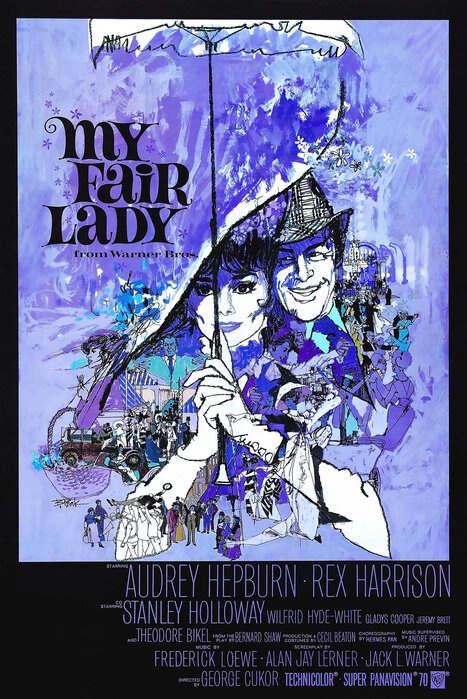 MY
FAIR
LADY
from Warner Bros.
STARRING
AUDREY HEPBURN · REX HARRISON
CO STARRING
STANLEY HOLLOWAY WILFRID HYDE-WHITE GLADYS COOPER JEREMY BRETT
AND THEODORE BIKEL FROM THE PLAY BY BERNARD SHAW PRODUCTION & COSTUMES BY CECIL BEATON CHOREOGRAPHY BY HERMES PAN MUSIC SUPERVISED BY ANDRE PREVIN
MUSIC BY SCREENPLAY BY PRODUCED BY
FREDERICK LOEWE · ALAN JAY LERNER · JACK L. WARNER
DIRECTED BY GEORGE CUKOR TECHNICOLOR® · SUPER PANAVISION® 70 WB